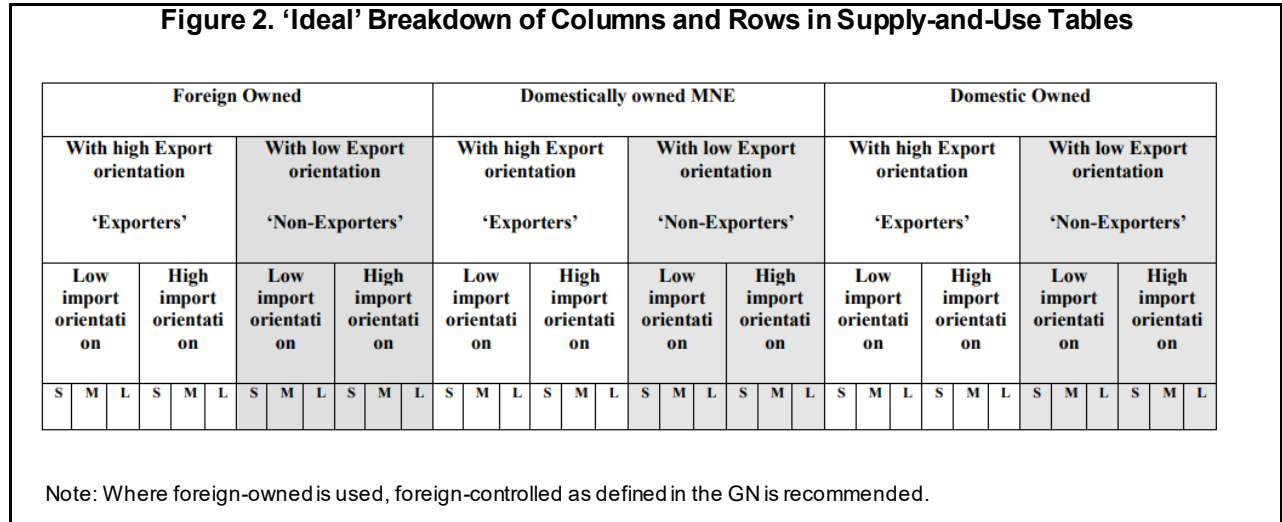 Figure 2. ‘Ideal’ Breakdown of Columns and Rows in Supply-and-Use Tables
Foreign Owned Domestically owned MNE Domestic Owned
With high Export With low Export With high Export With low Export With high Export With low Export
orientation orientation orientation orientation orientation orientation
‘Exporters’ ‘Non-Exporters’ ‘Exporters’ ‘Non-Exporters’ ‘Exporters’ ‘Non-Exporters’
Low High Low High Low High Low High Low High Low High
import import import import import import import import import import import import
orientati orientati orientati orientati orientati orientati orientati orientati orientati orientati orientati orientati
on on on on on on on on on on on on
S M L S M L S M L S M L S M L S M L S M L S M L S M L S M L S M L S M L
Note: Where foreign-owned is used, foreign-controlled as defined in the GN is recommended.